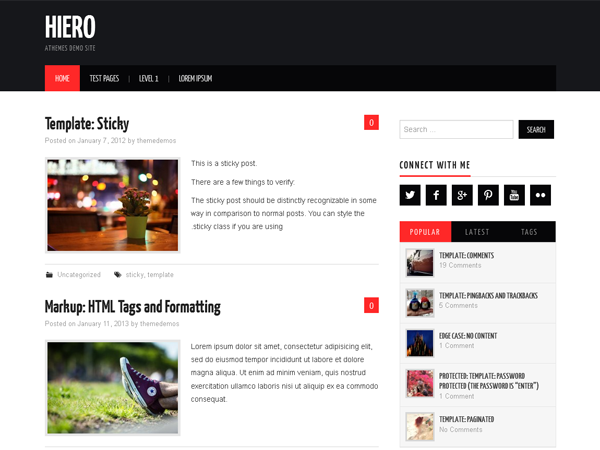 HIERO
ATHEMES DEMO SITE
HOME
TEST PAGES
LEVEL 1
LOREM IPSUM
Template: Sticky
0
Posted on January 7, 2012 by themedemos
This is a sticky post.
There are a few things to verify:
The sticky post should be distinctly recognizable in some
way in comparison to normal posts. You can style the
.sticky class if you are using
Uncategorized
sticky, template
Markup: HTML Tags and Formatting
0
Posted on January 11, 2013 by themedemos
Lorem ipsum dolor sit amet, consectetur adipisicing elit,
sed do eiusmod tempor incididunt ut labore et dolore
magna aliqua. Ut enim ad minim veniam, quis nostrud
exercitation ullamco laboris nisi ut aliquip ex ea commodo
consequat.
Search ...
SEARCH
CONNECT WITH ME
You
Tube
POPULAR
LATEST
TAGS
TEMPLATE: COMMENTS
19 Comments
TEMPLATE: PINGBACKS AND TRACKBACKS
5 Comments
EDGE CASE: NO CONTENT
1 Comment
PROTECTED: TEMPLATE: PASSWORD
PROTECTED (THE PASSWORD IS "ENTER")
1 Comment
TEMPLATE: PAGINATED
No Comments